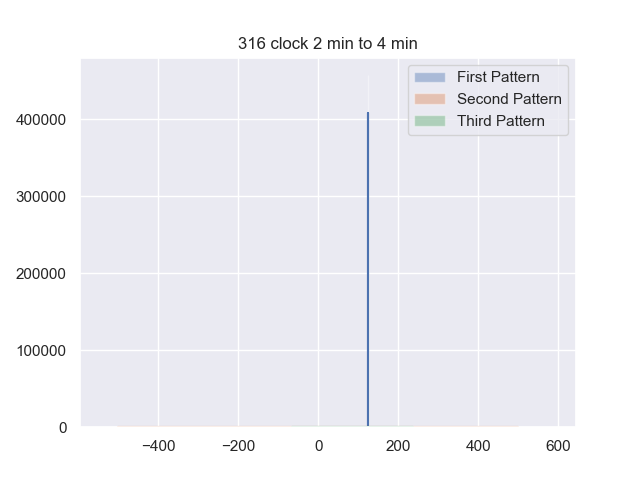 316 clock 2 min to 4 min
First Pattern
Second Pattern
Third Pattern
400000
300000
200000
100000
0
−400 −200 0 200 400 600